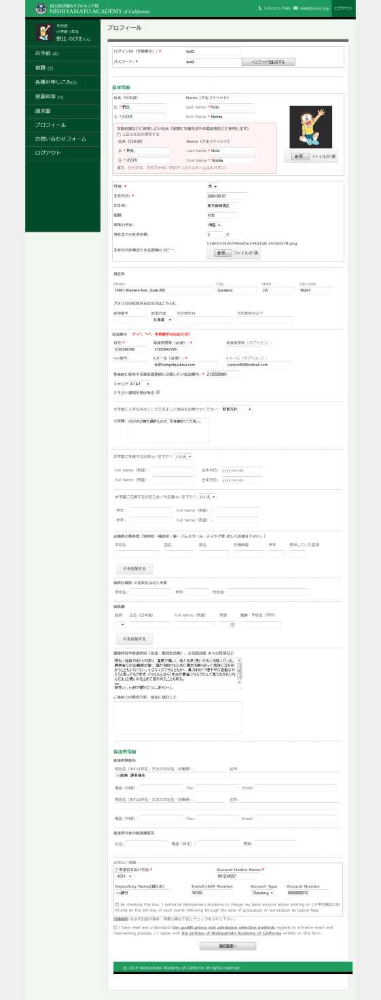 西大和学園カリフォルニア校
NISHIYAMATO ACADEMY of California
310-325-7040 mail@nacus.org ログアウト
平日校
小学部 3年生
野比 のび太くん
お手紙 (6)
宿題 (0)
各種お申しこみ(0)
授業料等 (0)
請求書
プロフィール
お問い合わせフォーム
ログアウト
プロフィール
ログインID（学籍番号）: * test2
パスワード: * test2 パスワードを生成する
基本情報
氏名（日本語） Name（アルファベット）
氏 * 野比 Last Name * Nobi
名 * のび太 First Name * Nobita
学籍名簿などに使用したい氏名（実際に学園生活や卒業証書などに使用します）
上記の氏名を使用する
氏名（日本語） Name（アルファベット）
氏 * 野比 Last Name * Nobi
名 * のび太 First Name * Nobita
漢字、ひらがな、カタカナのいずれか（ミドルネームは入れずに）
参照... ファイルが選
性別: * 男
生年月日: * 2004-08-07
出生地: 東京都練馬区
国籍: 日本
将来の予定: 帰国
現在までの在米年数: 3 年
1106153426546bd5e144d1d8.14360170.png
生年月日が確認できる書類のコピー: 参照... ファイルが選.
現住所
Street: City: State: Zip Code:
16901 Western Ave., Suite 205 Gardena CA 90247
アメリカの住所が未定の方はこちらに
郵便番号 都道府県 市区郡町村 市区郡町村以下
北海道
電話番号 （"+"、"-"、半角数字のみ記入可）
自宅:* 保護者携帯（必須）: * 保護者携帯（オプション）:
3105388788 31093847728
Fax番号: Eメール（必須）: * Eメール（オプション）:
tk@hampsteadusa.com careon80@hotmail.com
各家庭に配布する緊急連絡網に記載したい電話番号: * 2135508961
キャリア AT&T
テキスト通知を受け取る
本学園に入学を決めていただきました理由をお聞かせください: 教育方針
※詳細: のびのび育ち過ぎたので、引き締めてください。
本学園に在籍する兄弟はいますか？ いいえ
Full Name（英語）: 生年月日: yyyy-mm-dd
Full Name（英語）: 生年月日: yyyy-mm-dd
本学園に在籍するお知り合いや友達はいますか？ いいえ
学年: Full Name（英語）:
学年: Full Name（英語）:
志願者の教育歴（現地校・補習校・塾・プレスクール・デイケア等 詳しくお書き下さい。）
学校名 国名 在籍期間 学年 使用していた言語
行を追加する
※在校生は記入不要
学校名: 学年: 所在地:
家族欄
続柄 氏名（日本語） Full Name（英語） 年齢 職業・学校名（学年）
行を追加する
健康状況や発達状況（言語・集団生活面）、主な既往症 本人の性格など
明るい性格でゆとりがあり、温厚で優しく、他人を深く思いやる心を持っている。
ご家庭での教育方針、担任に望むこと
保護者情報
保護者勤務先
現地名（あれば邦名・日本の本社名・役職等）: 住所:
○○商事 課長補佐
電話（内線）: Fax: Email:
現地名（あれば邦名・日本の本社名・役職等）: 住所:
電話（内線）: Fax: Email:
保護者以外の緊急連絡先
氏名: 電話（自宅）: 携帯:
お支払い情報
ご希望お支払い方法:* Account Holder Name:*
ACH 001234567
Depository Name(銀行名) Transit/ABA Number Account Type Account Number
○○銀行 98765 Checking 0000000012
By checking this box, I authorize Nishiyamato Academy to charge my bank account above starting on (入学日周辺の日
付)and on the 5th day of each month following through the date of graduation or termination as tuition fees.
出願規約 を必ずお読み頂き、同意の際は下記にチェックを入れて下さい。
I have read and understand the qualifications and admission selection methods regards to entrance exam and
interviewing process. / I agree with the policies of Nishiyamato Academy of California written on this form.
確認画面へ
© 2014 Nishiyamato Academy of California All rights reserved.